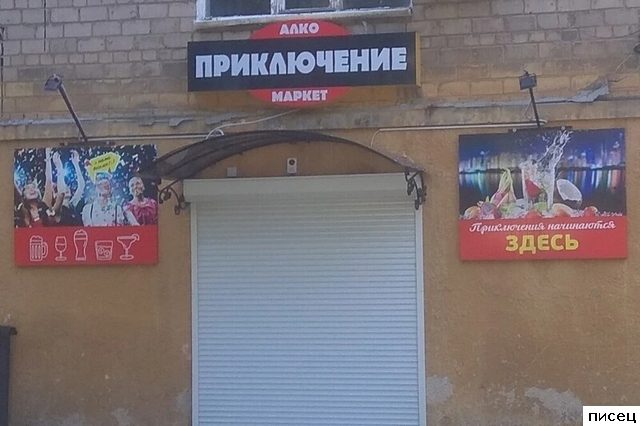 АЛКО
ПРИКЛЮЧЕНИЕ
МАРКЕТ
Приключения начинаются
ЗДЕСЬ
писец